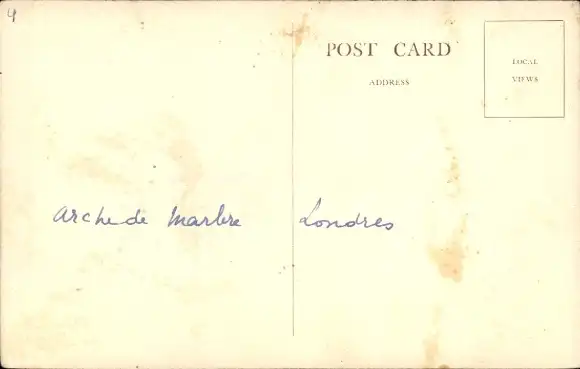 4
POST CARD
ADDRESS
LOCAL
VIEWS
Arche de Marbre Londres